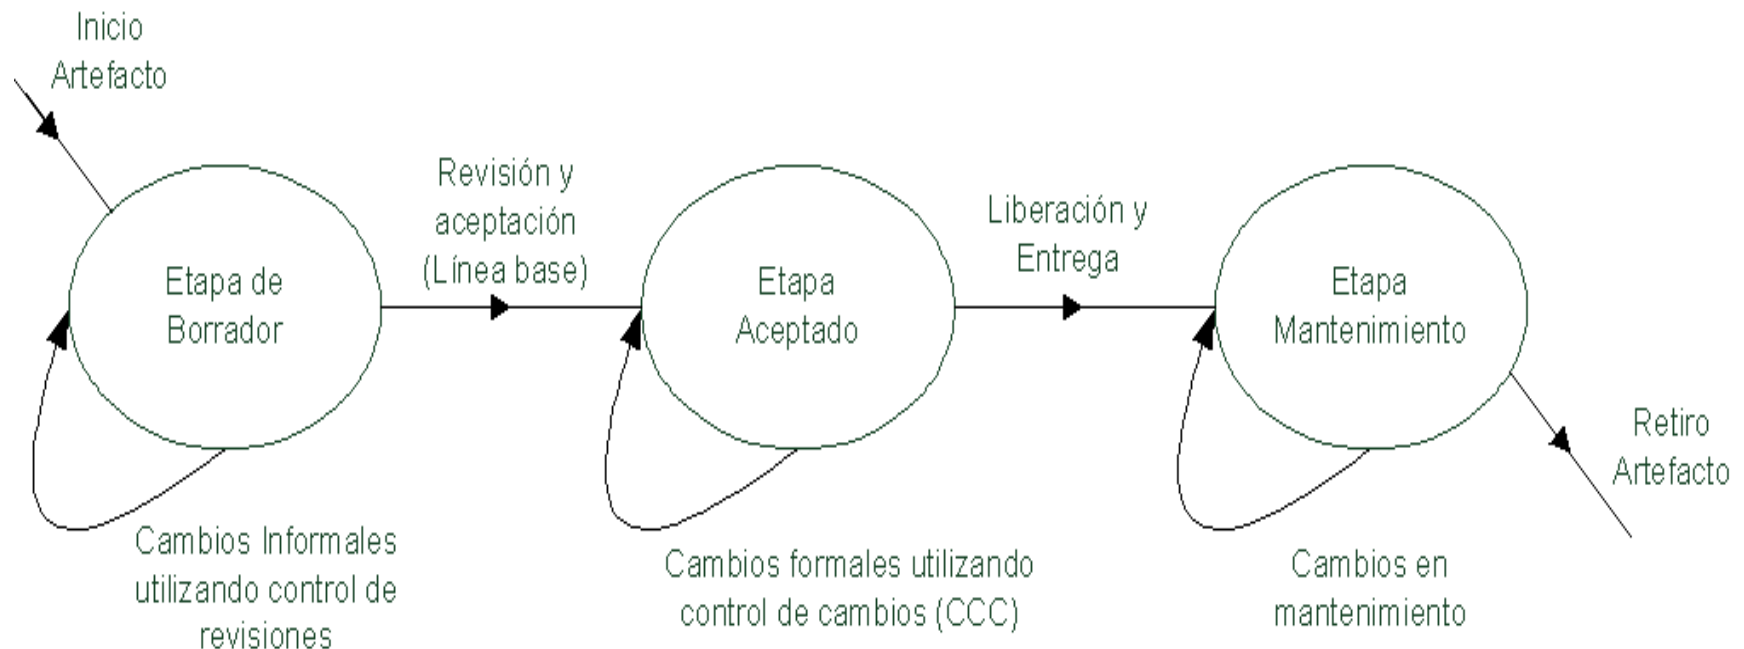 Inicio
Artefacto
Revisión y
aceptación
(Línea base)
Liberación y
Entrega
Etapa de
Borrador
Etapa
Aceptado
Etapa
Mantenimiento
Retiro
Artefacto
Cambios Informales
utilizando control de
revisiones
Cambios formales utilizando
control de cambios (CCC)
Cambios en
mantenimiento